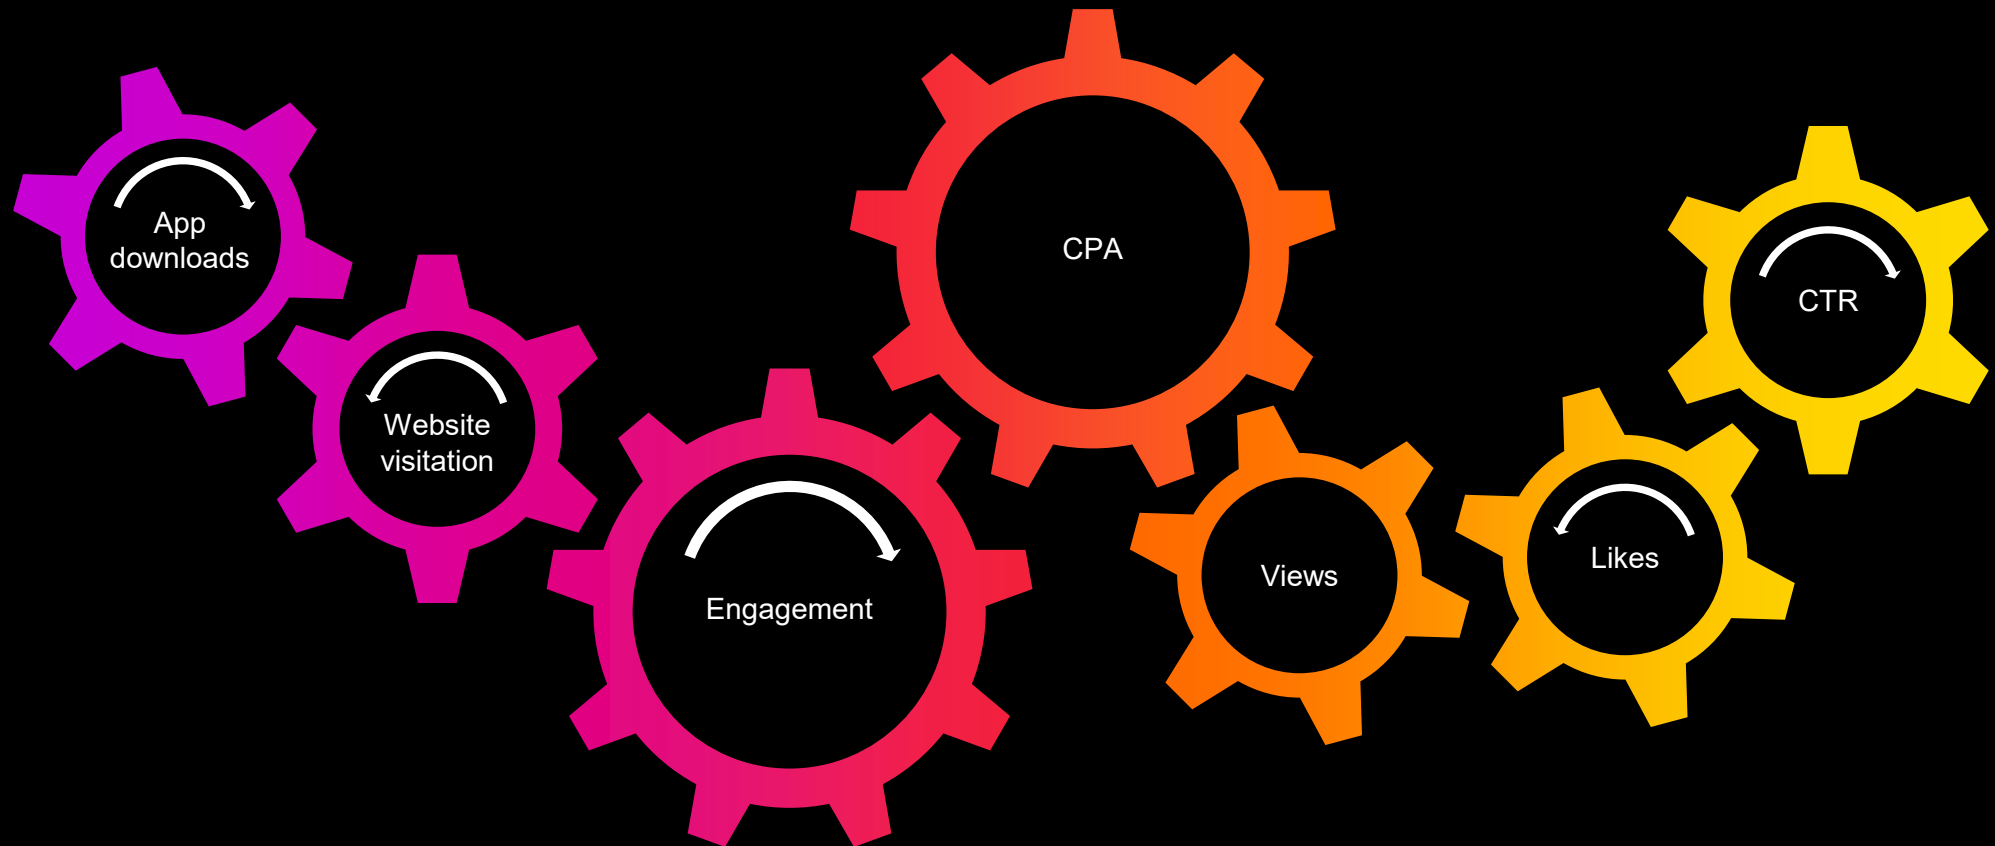 App
downloads
Website
visitation
Engagement
CPA
Views
Likes
CTR